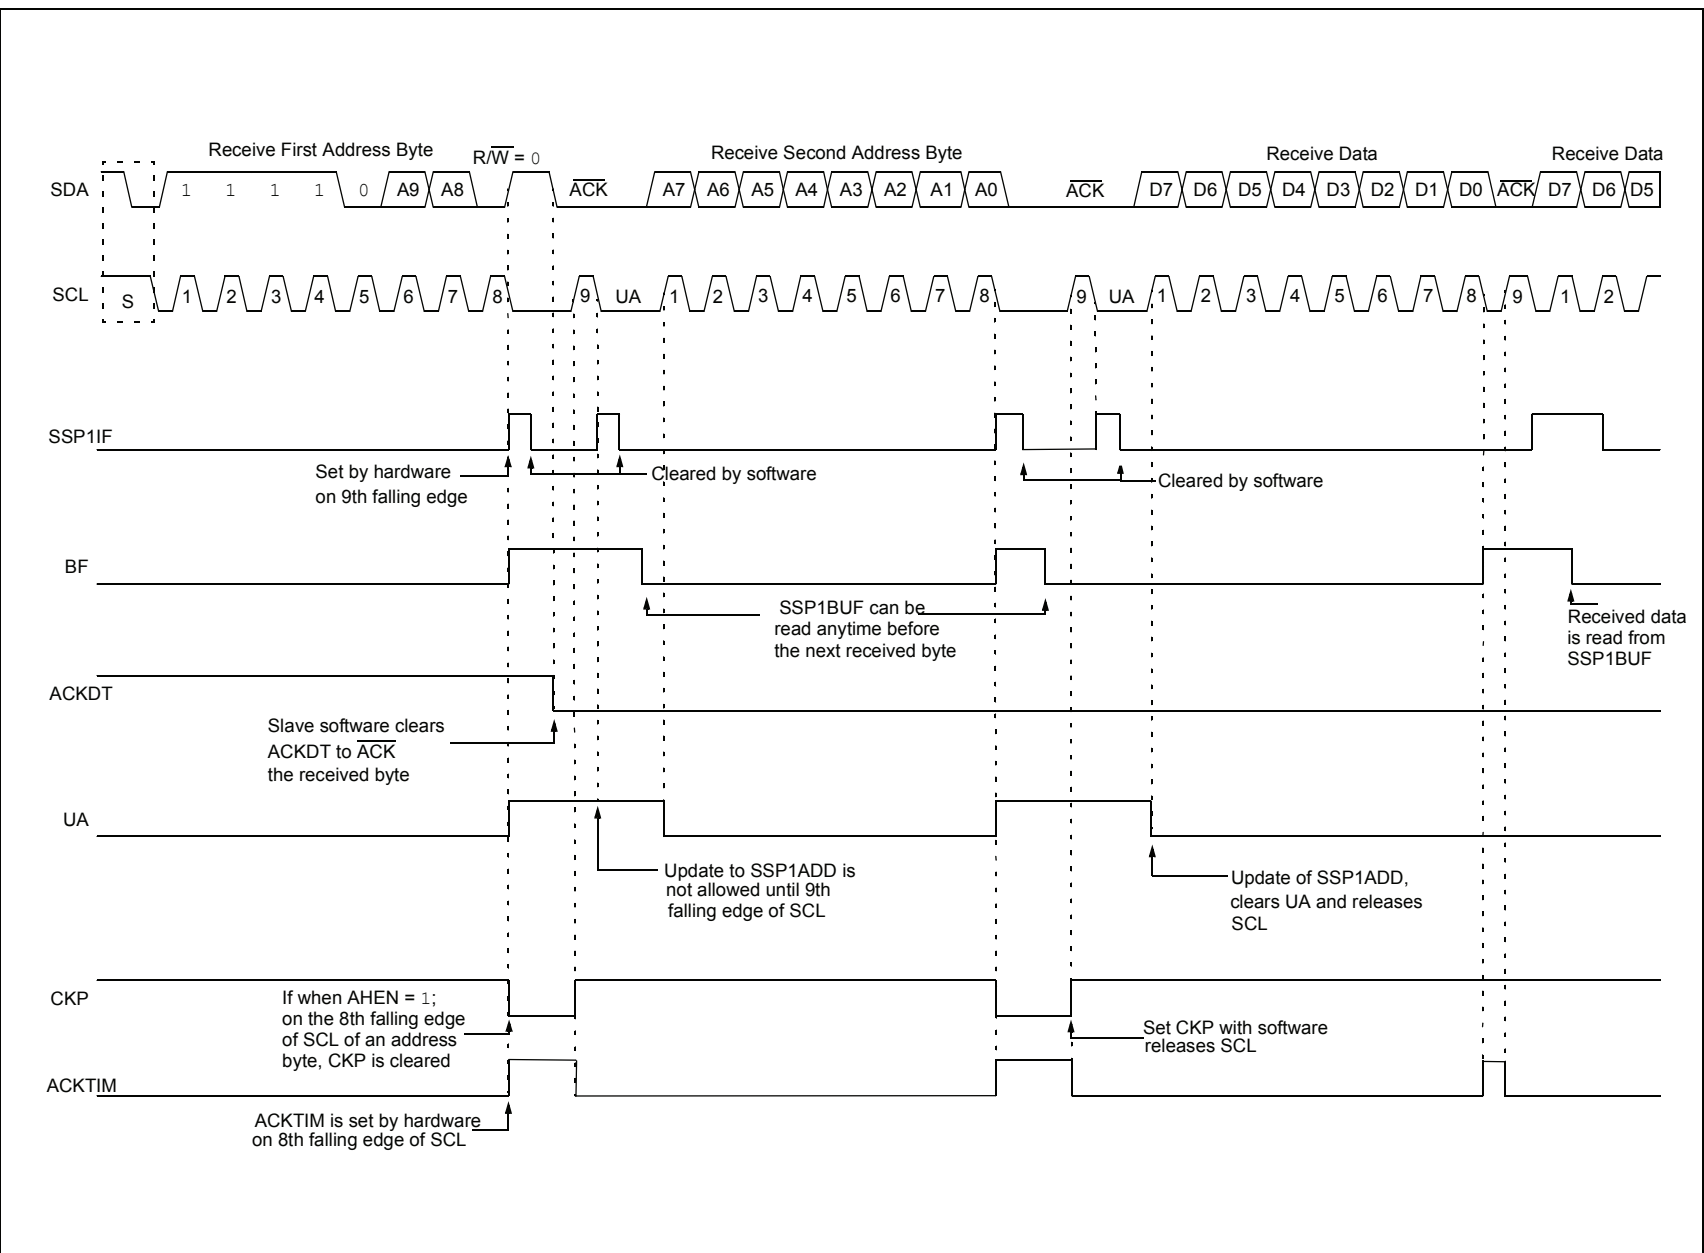 Receive First Address Byte
R/W = 0
Receive Second Address Byte
Receive Data
Receive Data
SDA
1 1 1 1 0 A9 A8
ACK
A7 A6 A5 A4 A3 A2 A1 A0
ACK
D7 D6 D5 D4 D3 D2 D1 D0
ACK
D7 D6 D5
SCL
S
1 2 3 4 5 6 7 8
9
UA
1 2 3 4 5 6 7 8
9
UA
1 2 3 4 5 6 7 8
9
1 2
SSP1IF
Set by hardware
on 9th falling edge
Cleared by software
Cleared by software
BF
SSP1BUF can be
read anytime before
the next received byte
Received data
is read from
SSP1BUF
ACKDT
Slave software clears
ACKDT to ACK
the received byte
UA
Update to SSP1ADD is
not allowed until 9th
falling edge of SCL
Update of SSP1ADD,
clears UA and releases
SCL
CKP
If when AHEN = 1;
on the 8th falling edge
of SCL of an address
byte, CKP is cleared
Set CKP with software
releases SCL
ACKTIM
ACKTIM is set by hardware
on 8th falling edge of SCL